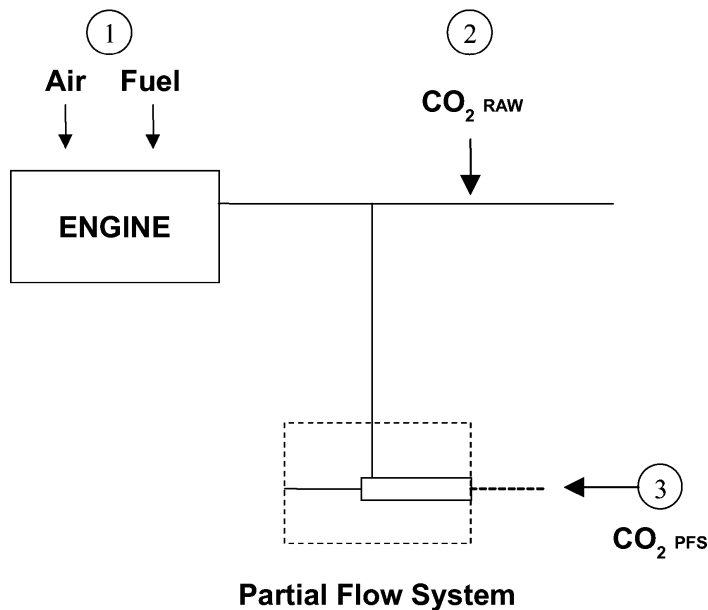 1
2
Air Fuel
CO₂ RAW
ENGINE
3
CO₂ PFS
Partial Flow System